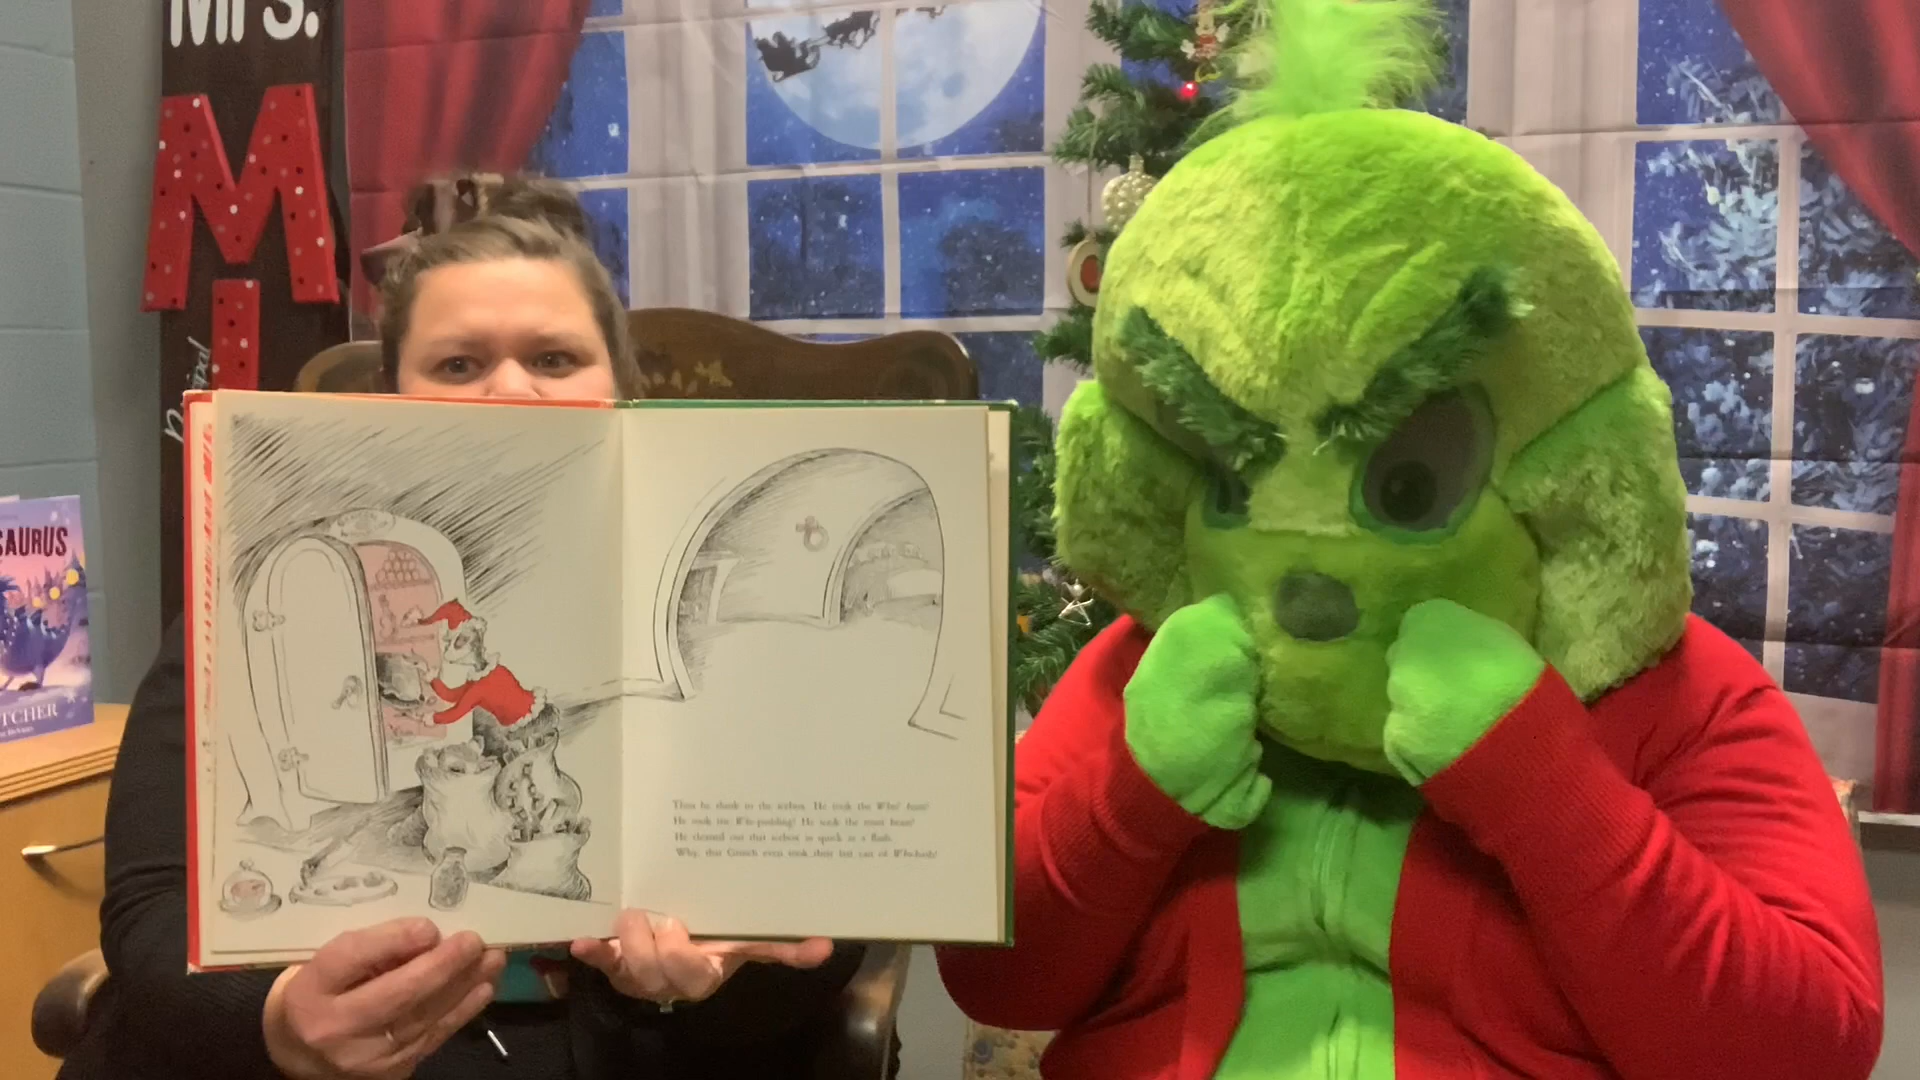 Mrs.
Mi
SAURUS
TCHER
Then he slunk to the icebox. He took the Who's feast!
He took the Who-pudding! He took the roast beast!
He cleaned out that icebox as quick as a flash.
Why, that Grinch even took their last can of Who-hash!